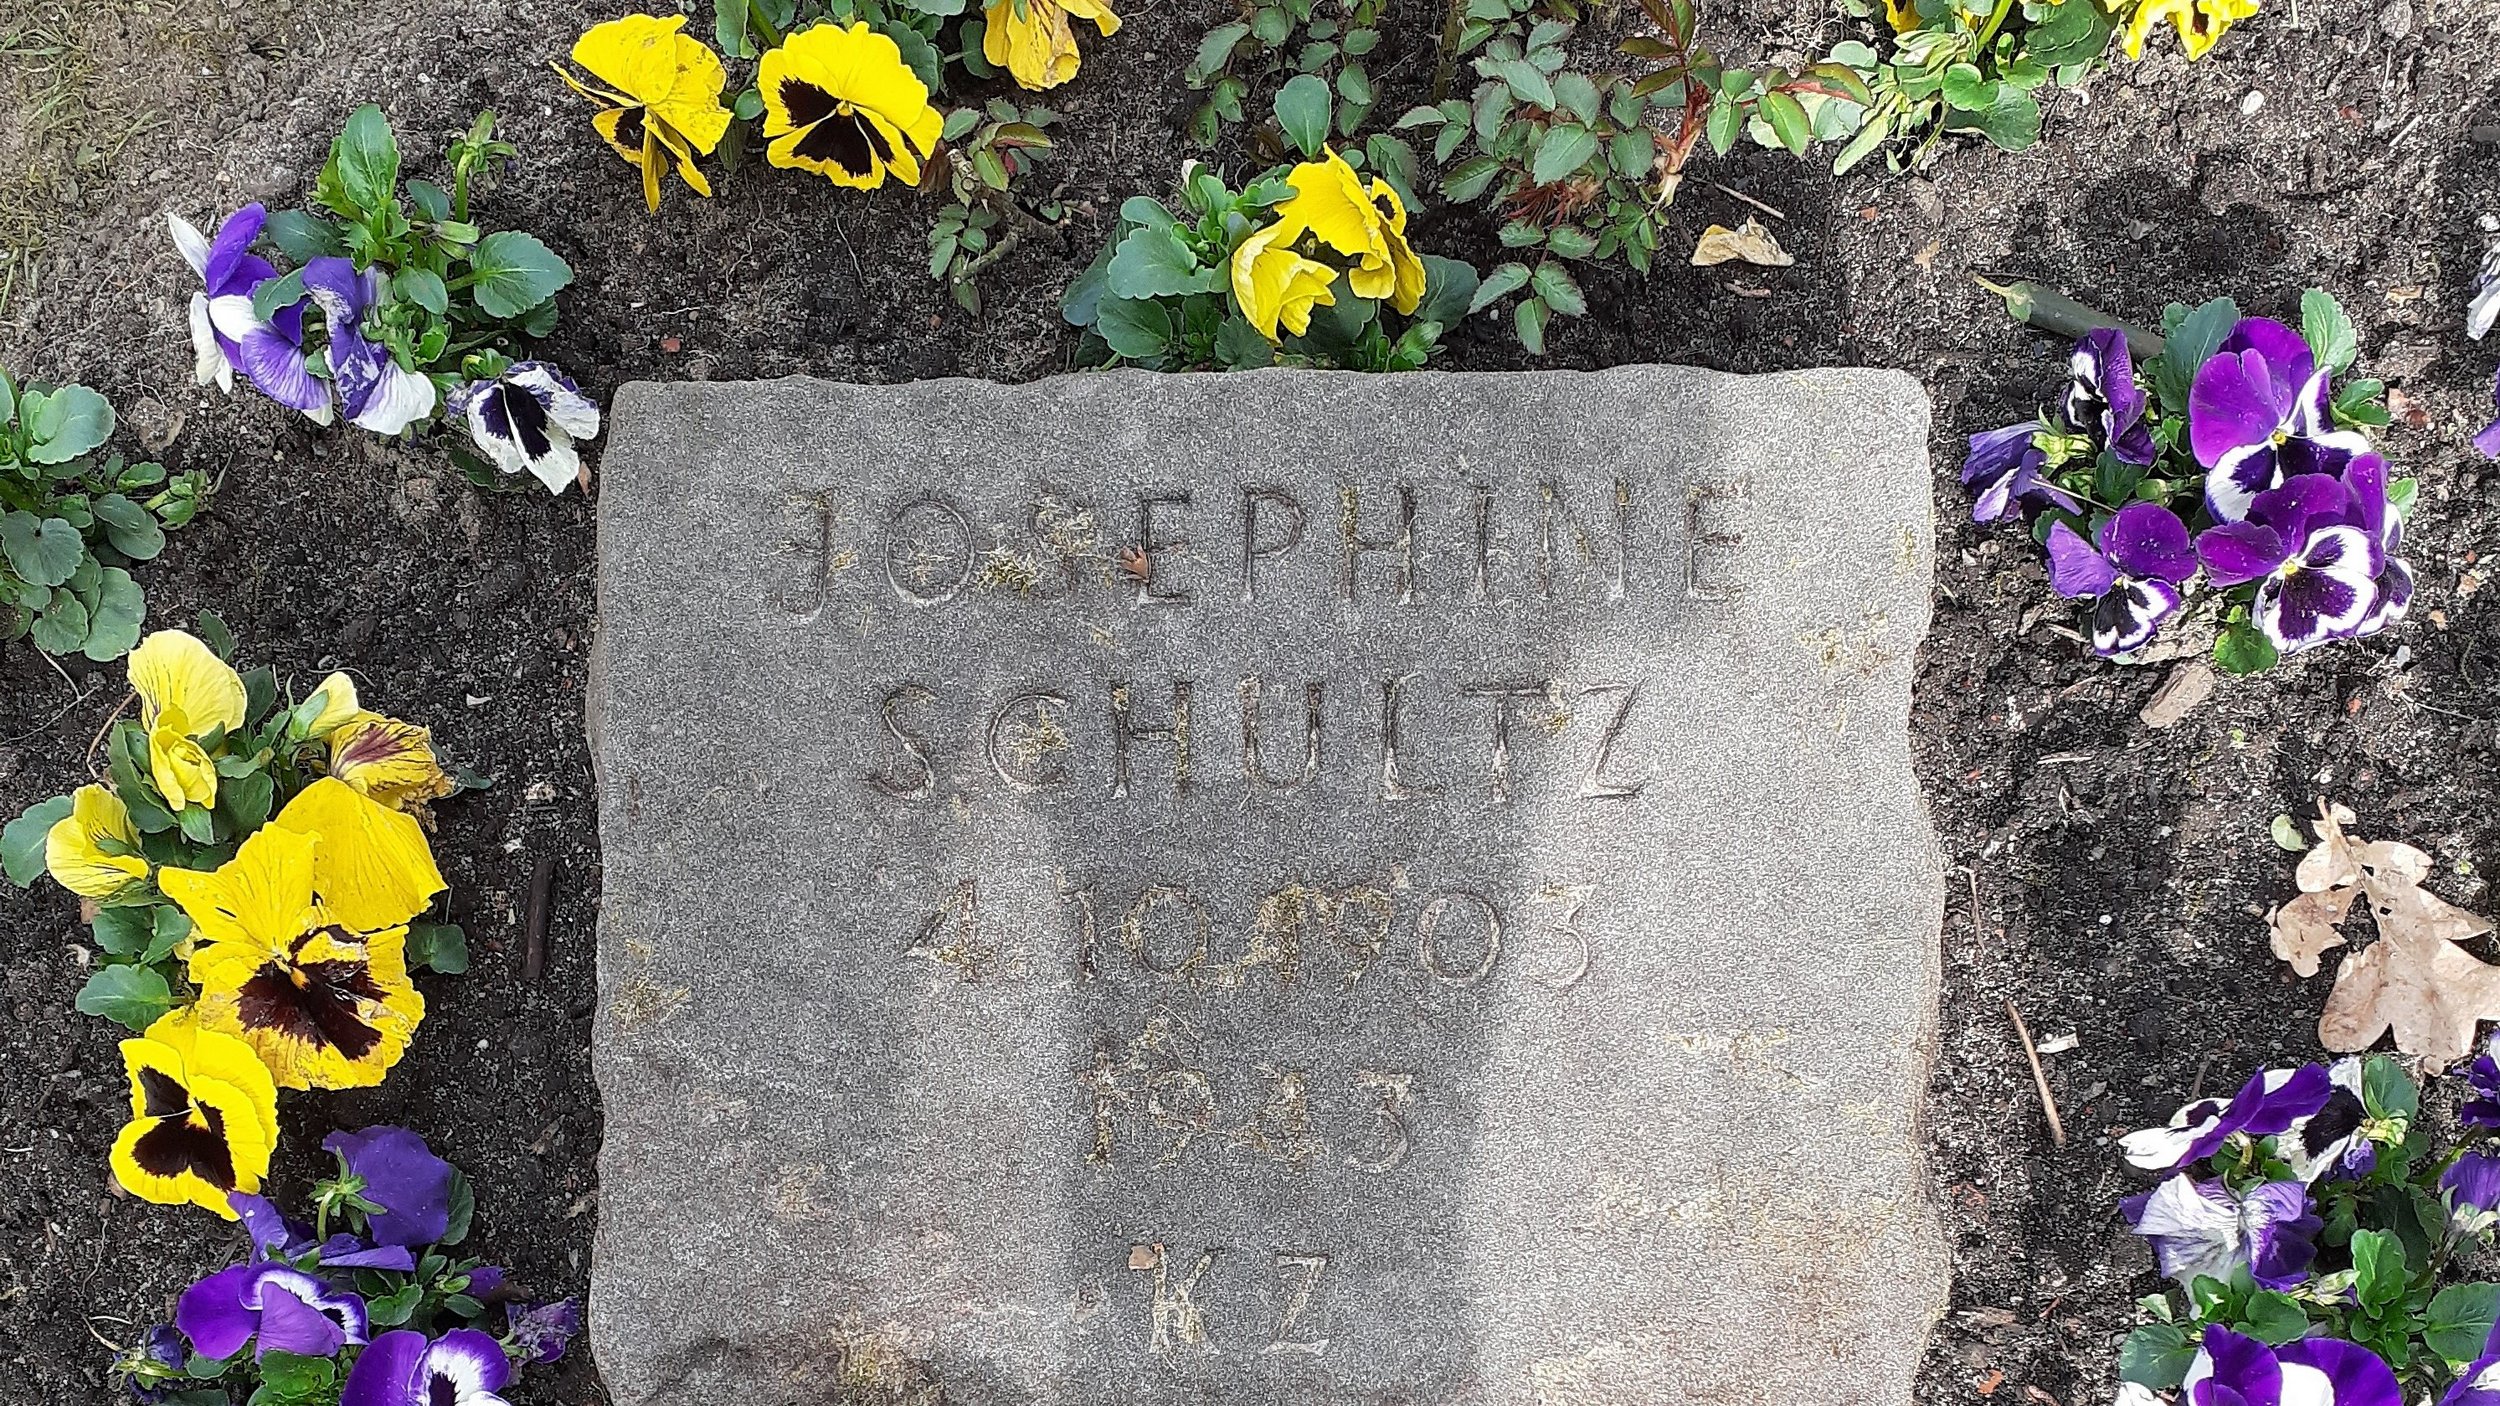 JOSEPHINE
SCHULTZ
4.10.1903
1943
KZ